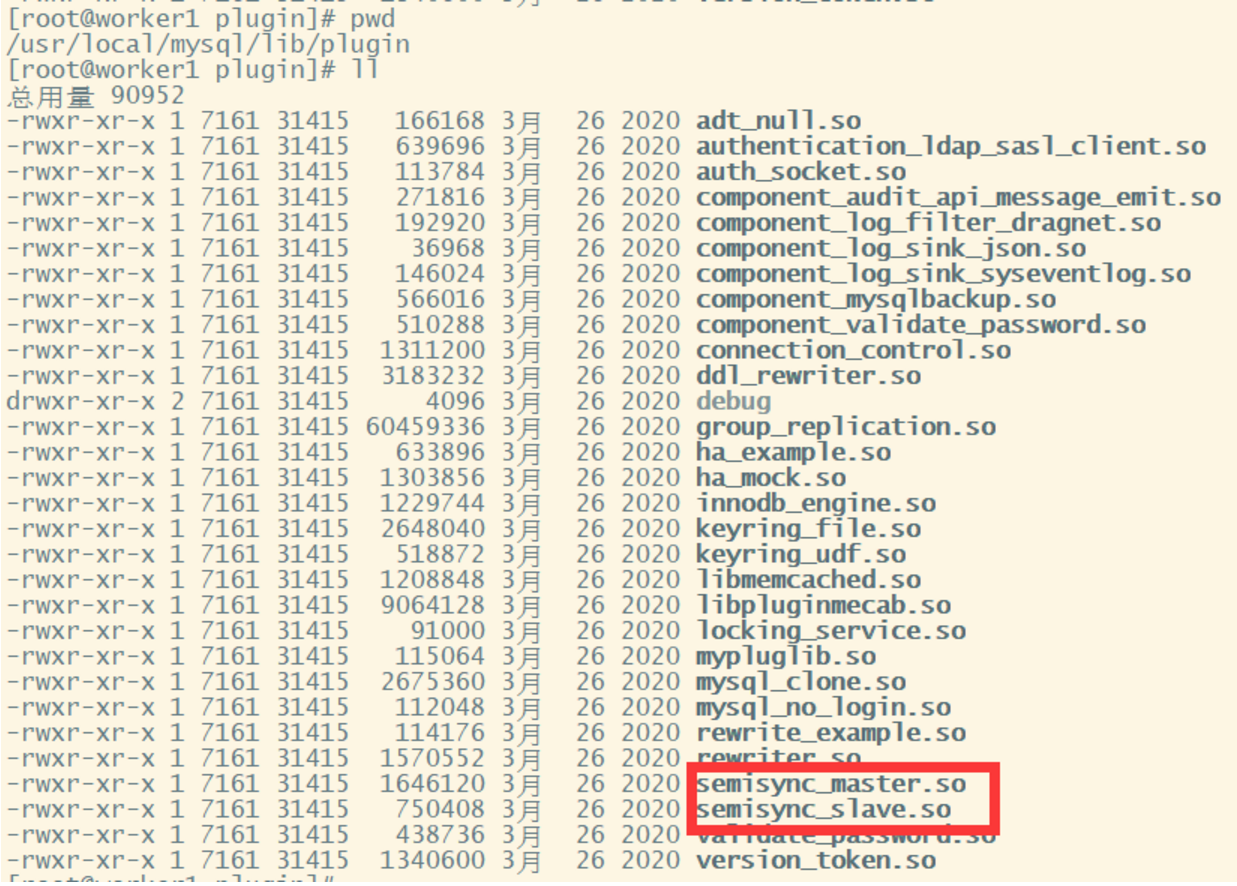 [root@worker1 plugin]# pwd
/usr/local/mysql/lib/plugin
[root@worker1 plugin]# ll
总用量 90952
-rwxr-xr-x 1 7161 31415 166168 3月 26 2020 adt_null.so
-rwxr-xr-x 1 7161 31415 639696 3月 26 2020 authentication_ldap_sasl_client.so
-rwxr-xr-x 1 7161 31415 113784 3月 26 2020 auth_socket.so
-rwxr-xr-x 1 7161 31415 271816 3月 26 2020 component_audit_api_message_emit.so
-rwxr-xr-x 1 7161 31415 192920 3月 26 2020 component_log_filter_dragnet.so
-rwxr-xr-x 1 7161 31415 36968 3月 26 2020 component_log_sink_json.so
-rwxr-xr-x 1 7161 31415 146024 3月 26 2020 component_log_sink_syseventlog.so
-rwxr-xr-x 1 7161 31415 566016 3月 26 2020 component_mysqlbackup.so
-rwxr-xr-x 1 7161 31415 510288 3月 26 2020 component_validate_password.so
-rwxr-xr-x 1 7161 31415 1311200 3月 26 2020 connection_control.so
-rwxr-xr-x 1 7161 31415 3183232 3月 26 2020 ddl_rewriter.so
drwxr-xr-x 2 7161 31415 4096 3月 26 2020 debug
-rwxr-xr-x 1 7161 31415 60459336 3月 26 2020 group_replication.so
-rwxr-xr-x 1 7161 31415 633896 3月 26 2020 ha_example.so
-rwxr-xr-x 1 7161 31415 1303856 3月 26 2020 ha_mock.so
-rwxr-xr-x 1 7161 31415 1229744 3月 26 2020 innodb_engine.so
-rwxr-xr-x 1 7161 31415 2648040 3月 26 2020 keyring_file.so
-rwxr-xr-x 1 7161 31415 518872 3月 26 2020 keyring_udf.so
-rwxr-xr-x 1 7161 31415 1208848 3月 26 2020 libmemcached.so
-rwxr-xr-x 1 7161 31415 9064128 3月 26 2020 libpluginmecab.so
-rwxr-xr-x 1 7161 31415 91000 3月 26 2020 locking_service.so
-rwxr-xr-x 1 7161 31415 115064 3月 26 2020 mypluglib.so
-rwxr-xr-x 1 7161 31415 2675360 3月 26 2020 mysql_clone.so
-rwxr-xr-x 1 7161 31415 112048 3月 26 2020 mysql_no_login.so
-rwxr-xr-x 1 7161 31415 114176 3月 26 2020 rewrite_example.so
-rwxr-xr-x 1 7161 31415 1570552 3月 26 2020 rewriter.so
-rwxr-xr-x 1 7161 31415 1646120 3月 26 2020 semisync_master.so
-rwxr-xr-x 1 7161 31415 750408 3月 26 2020 semisync_slave.so
-rwxr-xr-x 1 7161 31415 438736 3月 26 2020 validate_password.so
-rwxr-xr-x 1 7161 31415 1340600 3月 26 2020 version_token.so